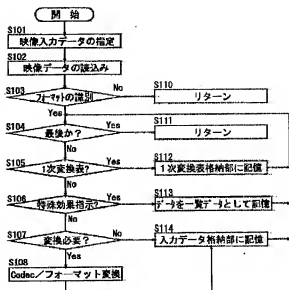 開 始
S101
映像入力データの指定
S102
映像データの読込み
S103
フォーマットの識別
No
S110
リターン
Yes
S104
最後か?
Yes
S111
リターン
No
S105
1次変換表?
Yes
S112
1次変換表格納部に記憶
No
S106
特殊効果指示?
Yes
S113
データを一覧データとして記憶
No
S107
変換必要?
No
S114
入力データ格納部に記憶
Yes
S108
Codec/フォーマット変換